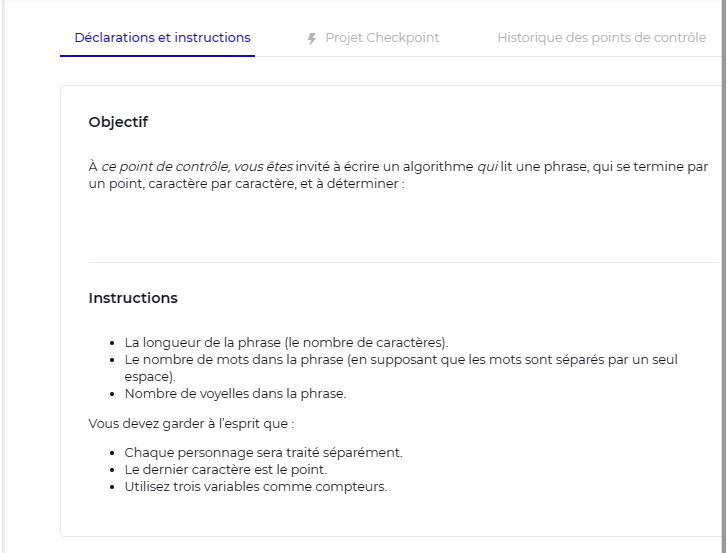 Déclarations et instructions
Projet Checkpoint
Historique des points de contrôle
Objectif
À ce point de contrôle, vous êtes invité à écrire un algorithme qui lit une phrase, qui se termine par
un point, caractère par caractère, et à déterminer :
Instructions
• La longueur de la phrase (le nombre de caractères).
• Le nombre de mots dans la phrase (en supposant que les mots sont séparés par un seul
espace).
• Nombre de voyelles dans la phrase.
Vous devez garder à l'esprit que :
• Chaque personnage sera traité séparément.
• Le dernier caractère est le point.
• Utilisez trois variables comme compteurs.